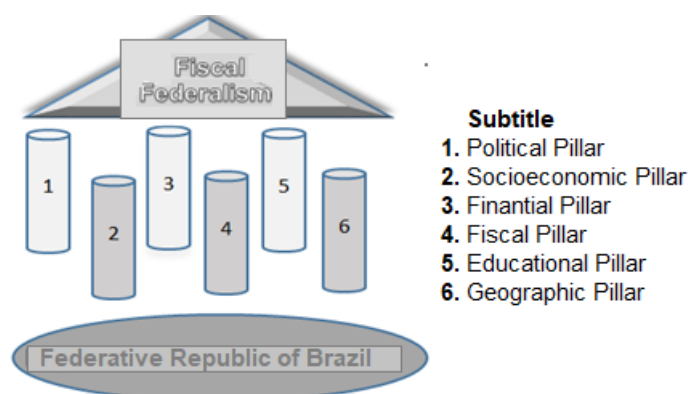 Fiscal
Federalism
Subtitle
1. Political Pillar
2. Socioeconomic Pillar
3. Finantial Pillar
4. Fiscal Pillar
5. Educational Pillar
6. Geographic Pillar
1
3
5
2
4
6
Federative Republic of Brazil